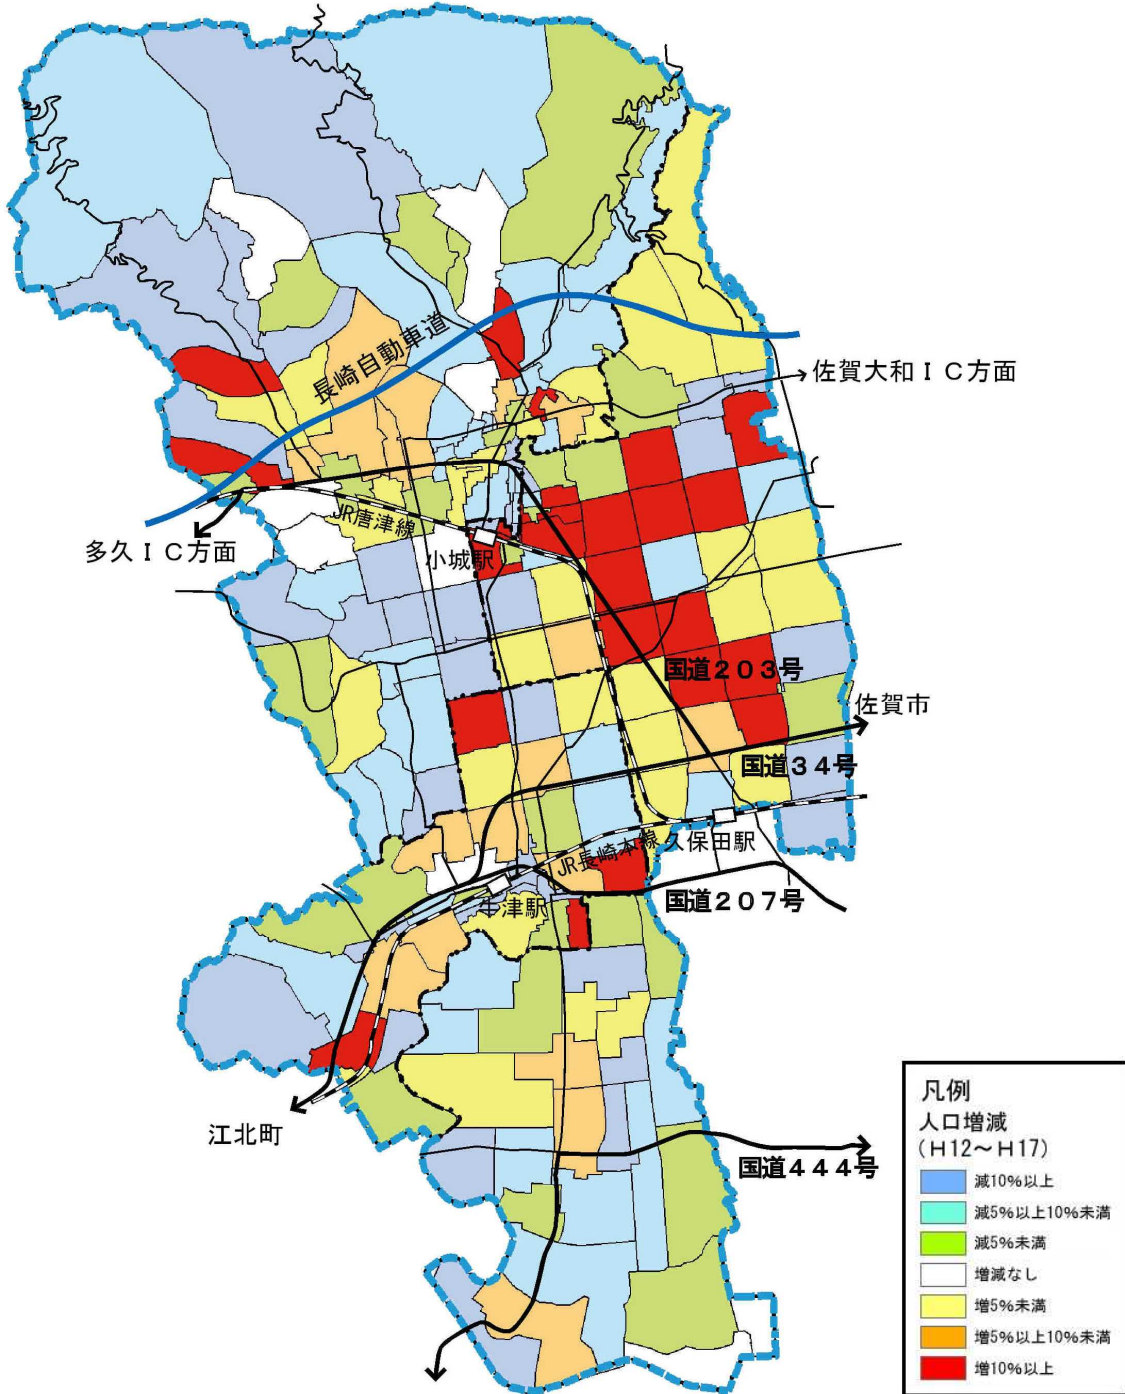 長崎自動車道
佐賀大和ＩＣ方面
JR唐津線
多久ＩＣ方面
小城駅
国道２０３号
佐賀市
国道３４号
JR長崎本線
久保田駅
国道２０７号
牛津駅
江北町
国道４４４号
凡例
人口増減
（H12～H17）
減10%以上
減5%以上10%未満
減5%未満
増減なし
増5%未満
増5%以上10%未満
増10%以上